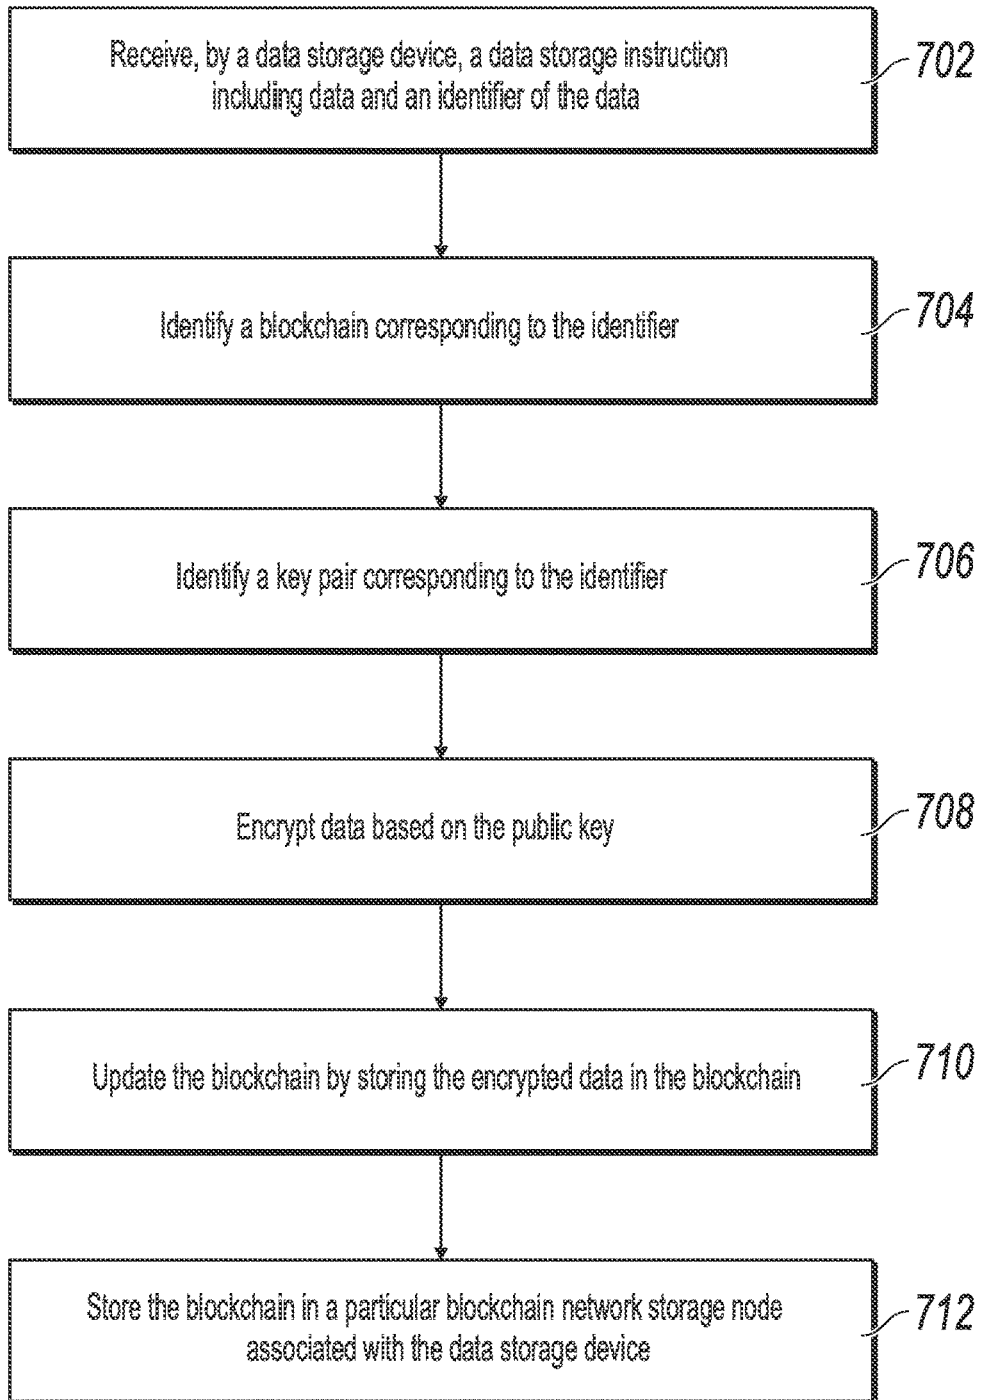 Receive, by a data storage device, a data storage instruction
including data and an identifier of the data
702
Identify a blockchain corresponding to the identifier
704
Identify a key pair corresponding to the identifier
706
Encrypt data based on the public key
708
Update the blockchain by storing the encrypted data in the blockchain
710
Store the blockchain in a particular blockchain network storage node
associated with the data storage device
712